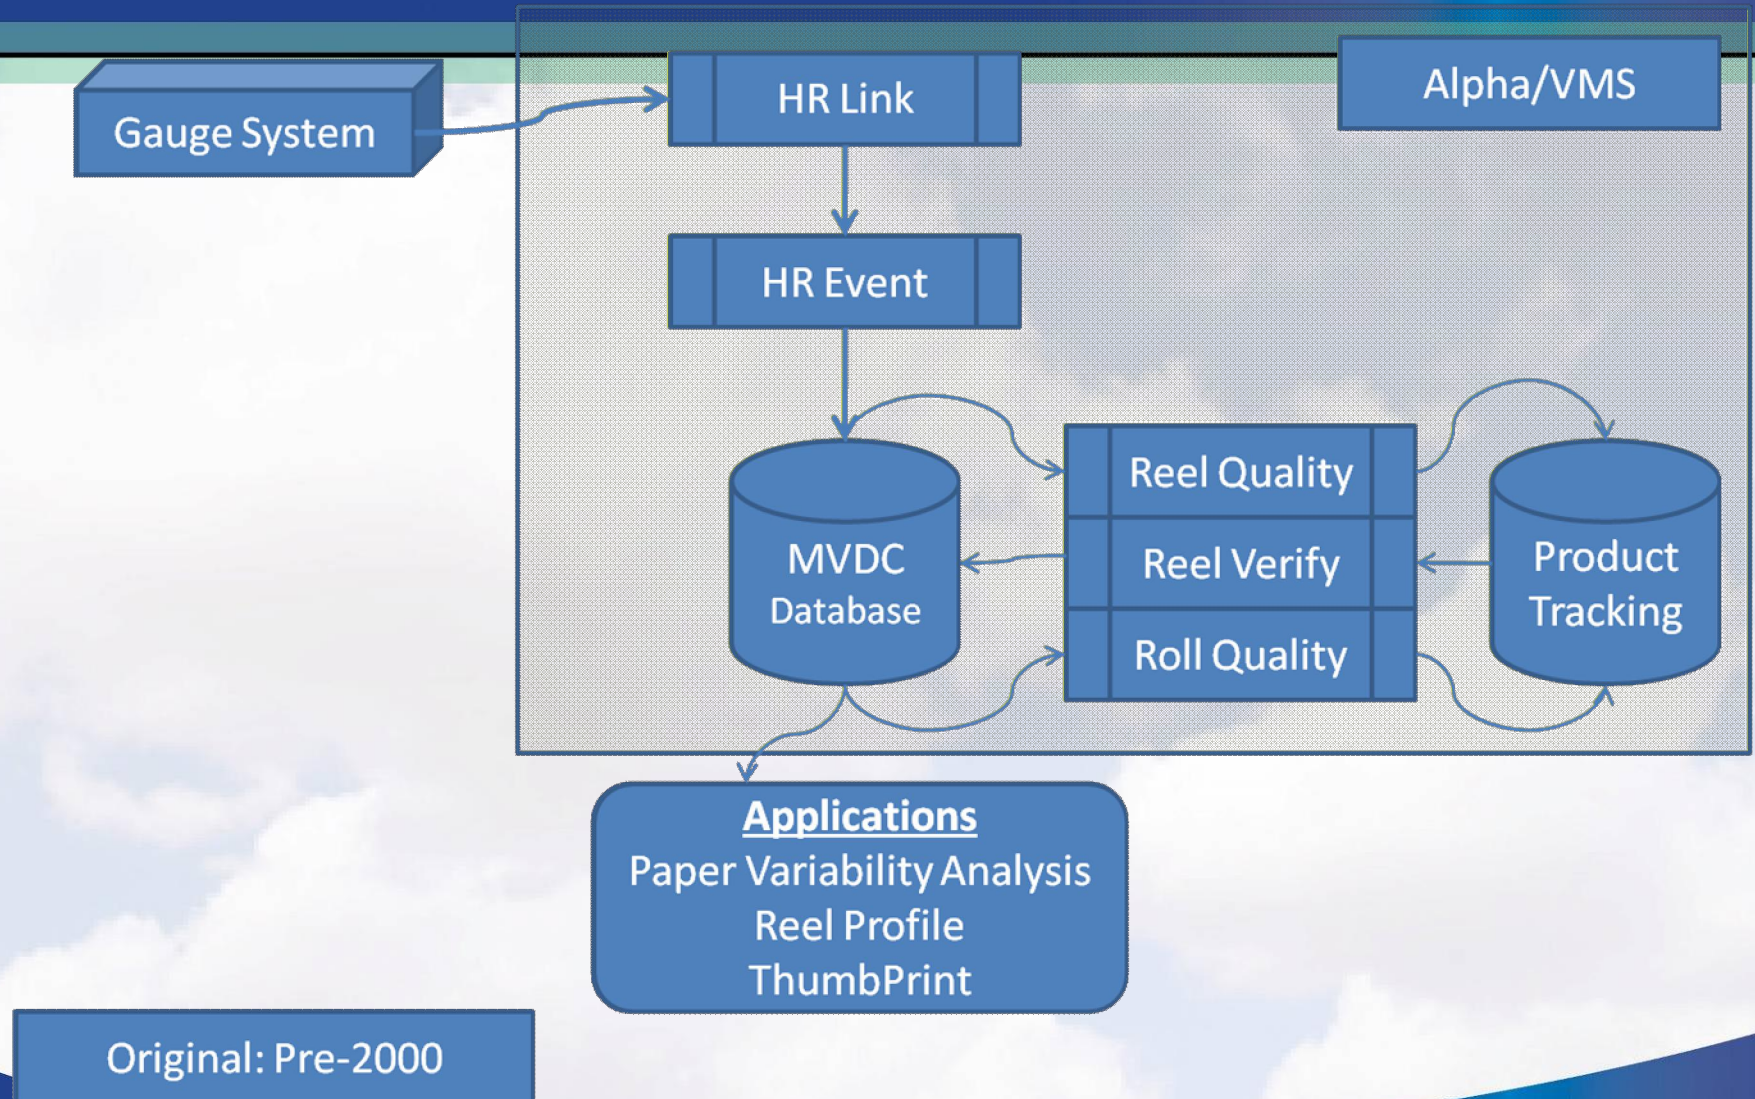 Alpha/VMS
Gauge System
HR Link
HR Event
MVDC
Database
Reel Quality
Reel Verify
Roll Quality
Product
Tracking
Applications
Paper Variability Analysis
Reel Profile
ThumbPrint
Original: Pre-2000